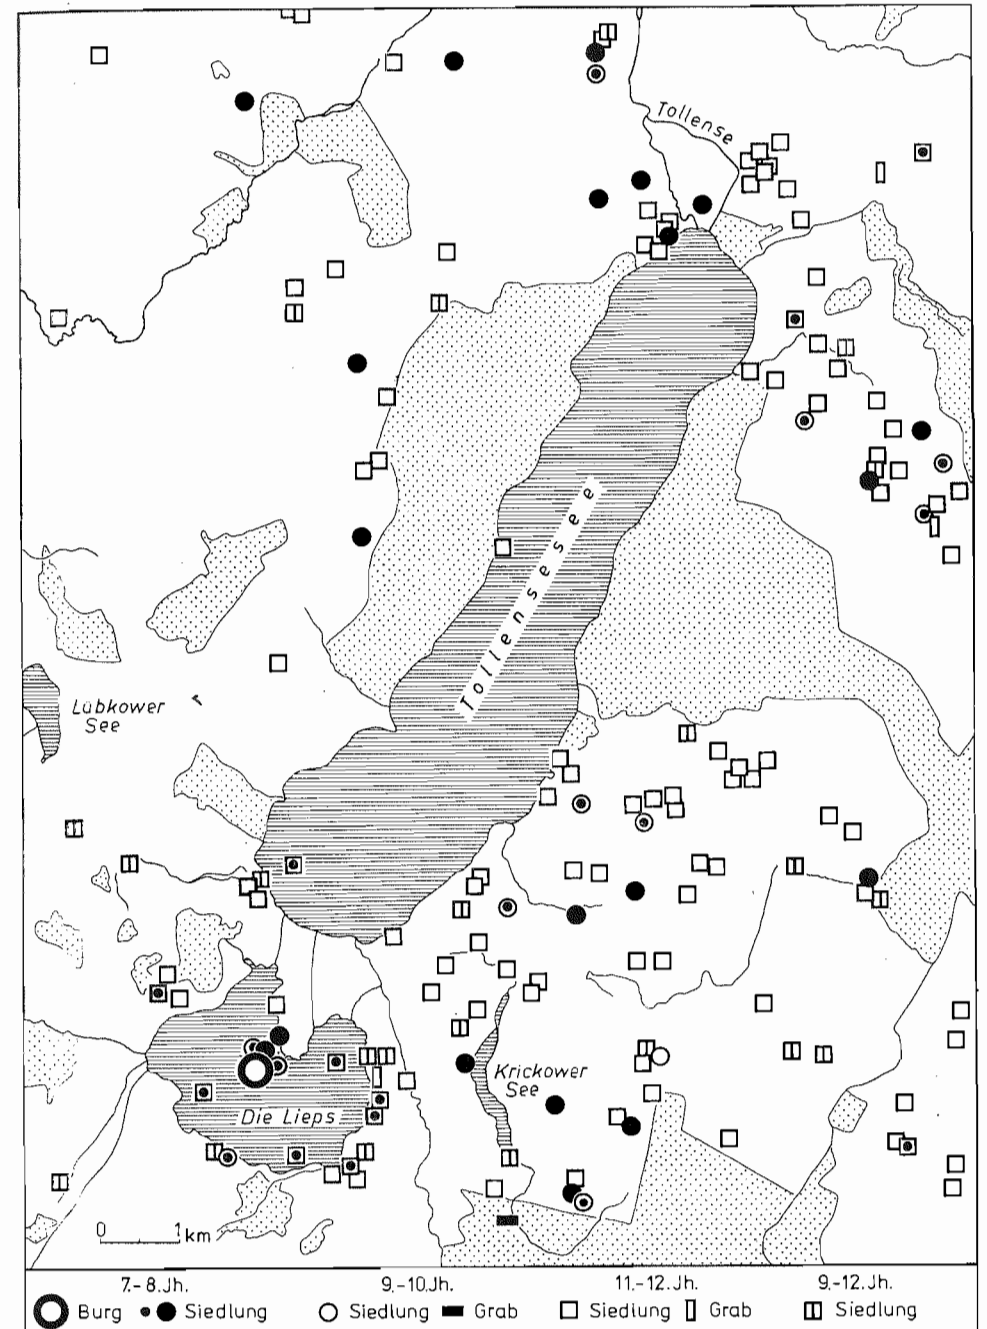 Tollense
Tollensesee
Lübkower
See
Krickower
See
Die Lieps
0 1 km
7.-8.Jh. 9.-10.Jh. 11.-12.Jh. 9.-12.Jh.
Burg Siedlung Siedlung Grab Siedlung Grab Siedlung